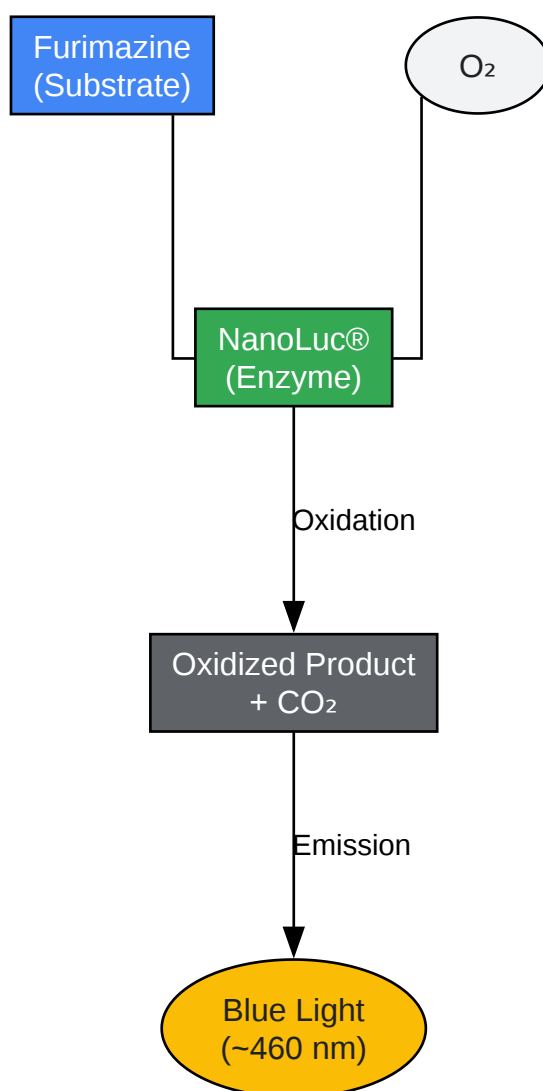 Furimazine
(Substrate)
O₂
NanoLuc®
(Enzyme)
Oxidation
Oxidized Product
+ CO₂
Emission
Blue Light
(~460 nm)